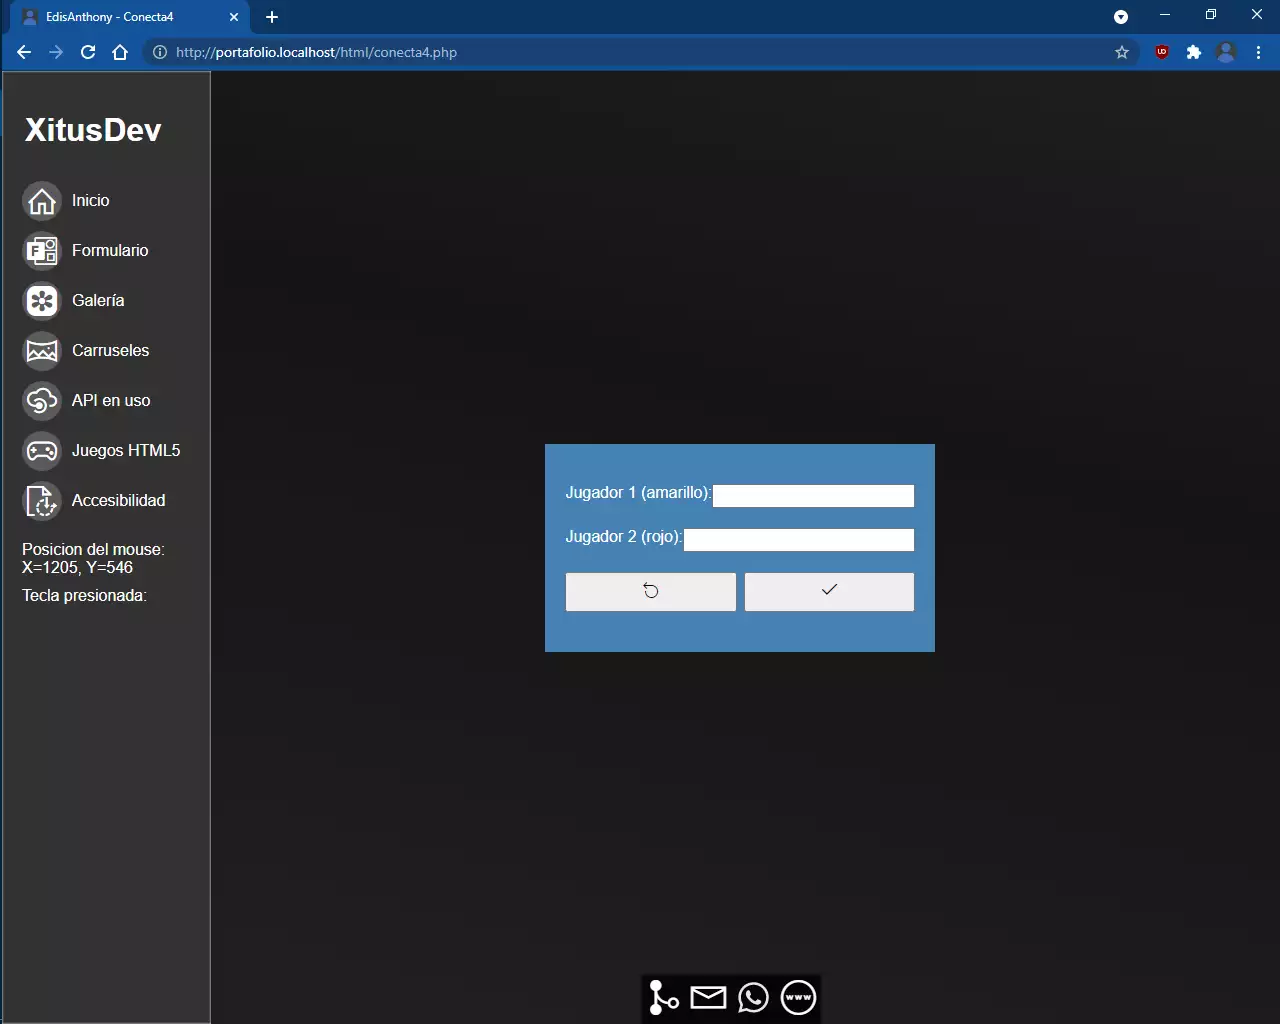 EdisAnthony - Conecta4
http://portafolio.localhost/html/conecta4.php
XitusDev
Inicio
F
Formulario
Galería
Carruseles
API en uso
Juegos HTML5
Accesibilidad
Posicion del mouse:
X=1205, Y=546
Tecla presionada:
Jugador 1 (amarillo):
Jugador 2 (rojo):
www